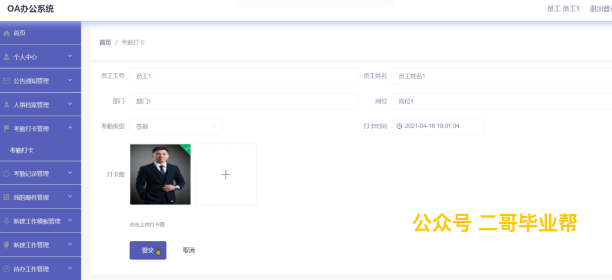 OA办公系统
员工 员工1
退出登
首页
个人中心
公告通知管理
人事档案管理
考勤打卡管理
考勤打卡
考勤记录管理
我的邮件管理
新建工作模板管理
新建工作管理
待办工作管理
首页 / 考勤打卡
员工工号 员工1
员工姓名 员工姓名1
部门 部门1
岗位 岗位1
考勤类型 签到
打卡时间 2021-04-16 19:01:04
打卡图
点击上传打卡图
提交
取消
公众号 二哥毕业帮